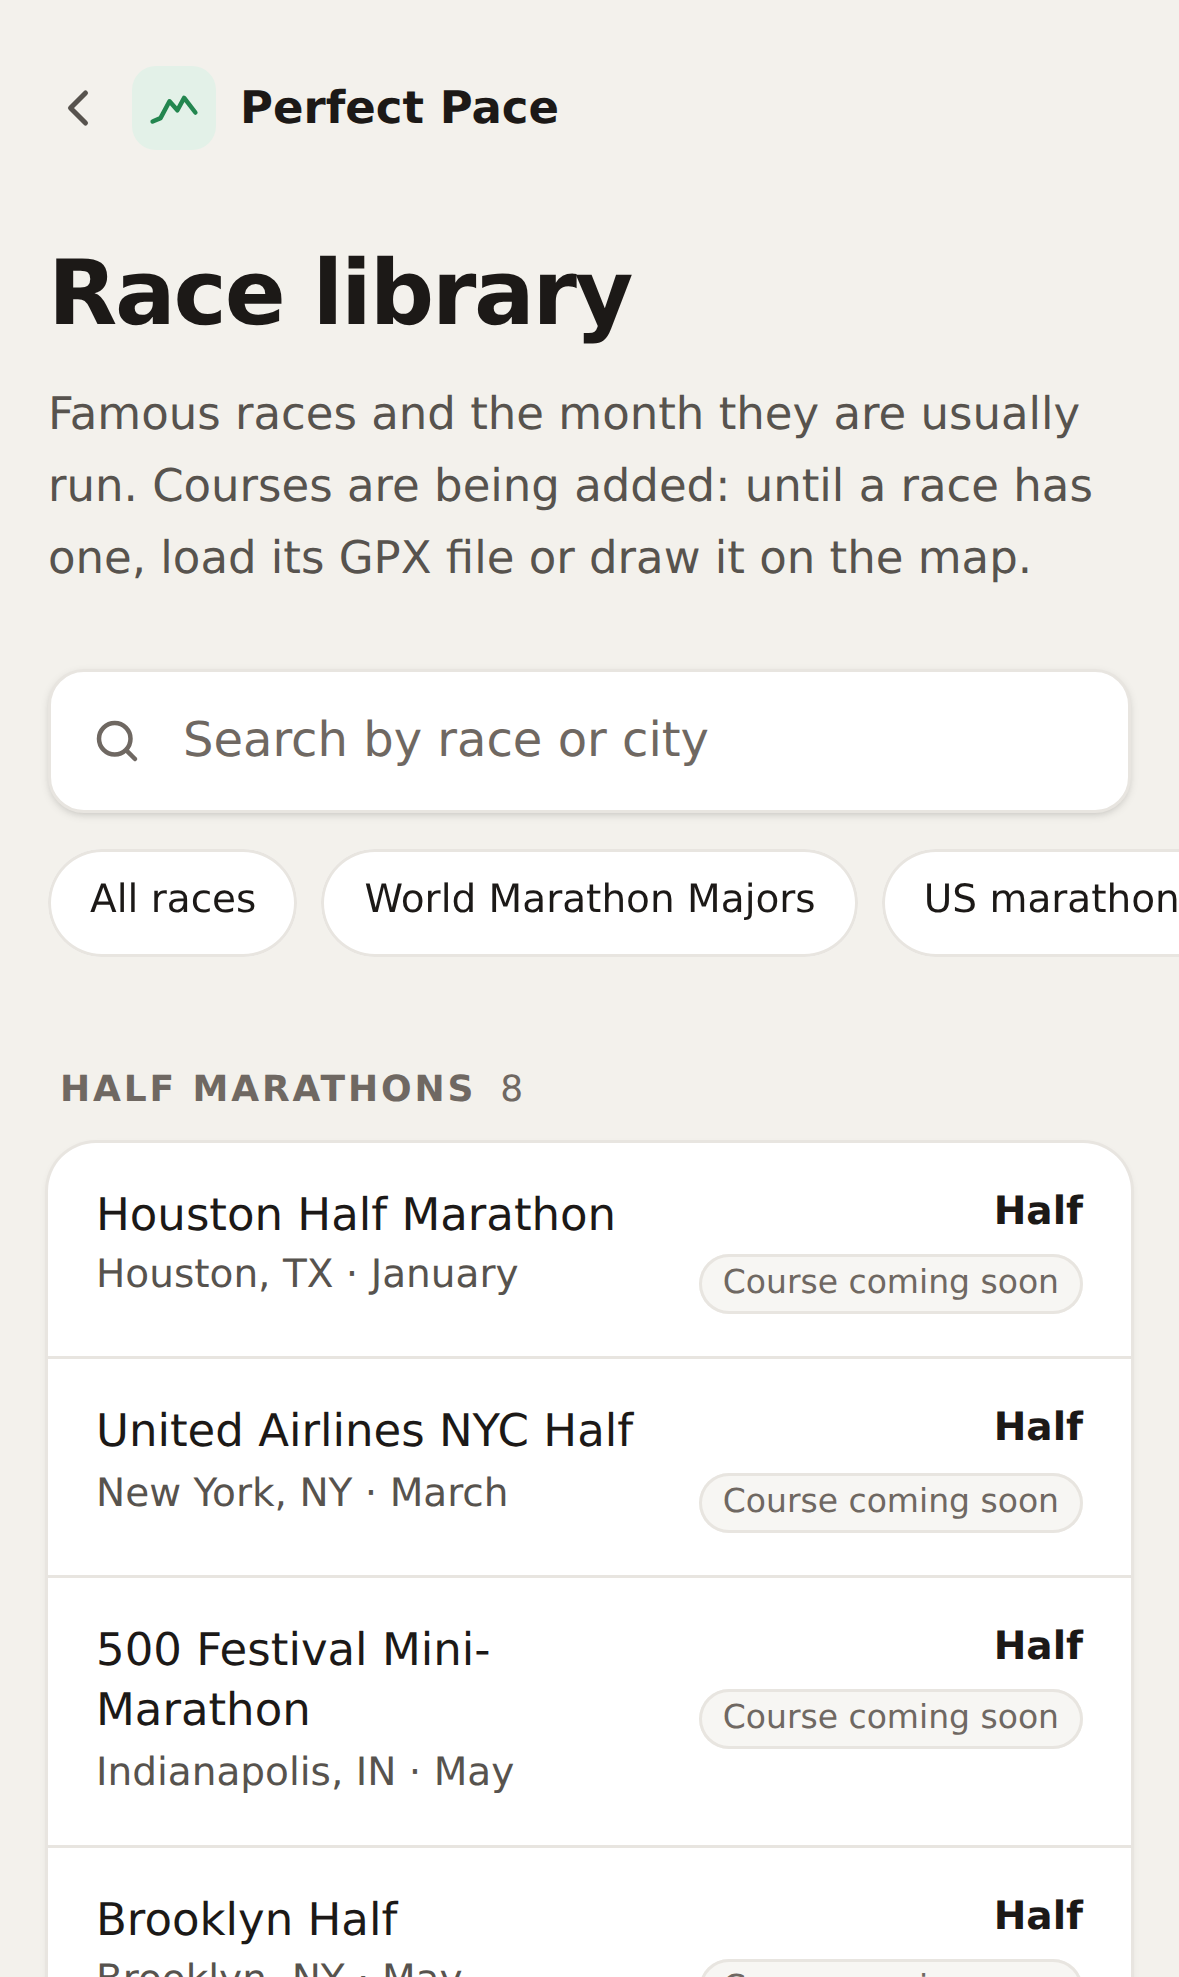 Perfect Pace
Race library
Famous races and the month they are usually
run. Courses are being added: until a race has
one, load its GPX file or draw it on the map.
Search by race or city
All races
World Marathon Majors
US marathon
HALF MARATHONS 8
Houston Half Marathon
Half
Houston, TX · January
Course coming soon
United Airlines NYC Half
Half
New York, NY · March
Course coming soon
500 Festival Mini-
Marathon
Half
Course coming soon
Indianapolis, IN · May
Brooklyn Half
Half
Brooklyn, NY · May